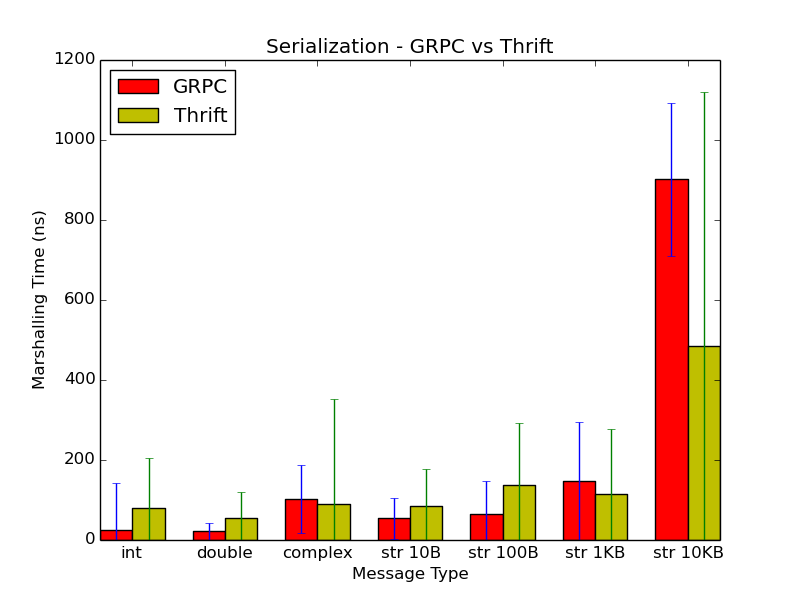 Serialization - GRPC vs Thrift
1200
1000
800
600
400
200
0
Marshalling Time (ns)
GRPC
Thrift
int double complex str 10B str 100B str 1KB str 10KB
Message Type